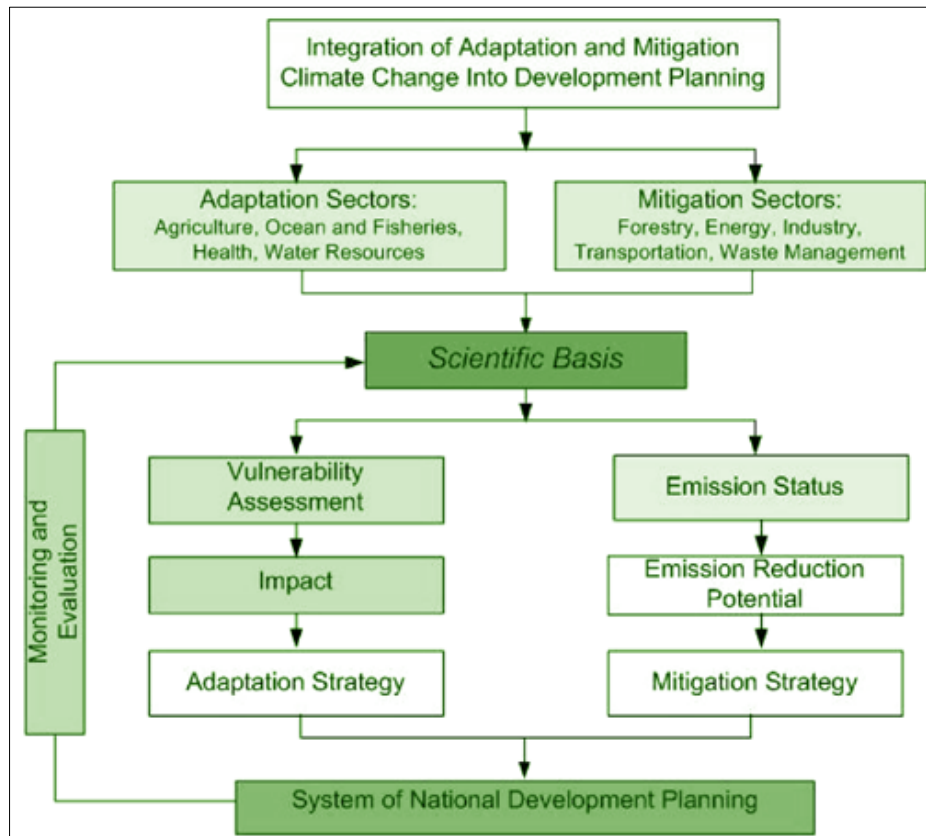 Integration of Adaptation and Mitigation
Climate Change Into Development Planning
Adaptation Sectors:
Agriculture, Ocean and Fisheries,
Health, Water Resources
Mitigation Sectors:
Forestry, Energy, Industry,
Transportation, Waste Management
Scientific Basis
Vulnerability
Assessment
Emission Status
Monitoring and
Evaluation
Impact
Emission Reduction
Potential
Adaptation Strategy
Mitigation Strategy
System of National Development Planning